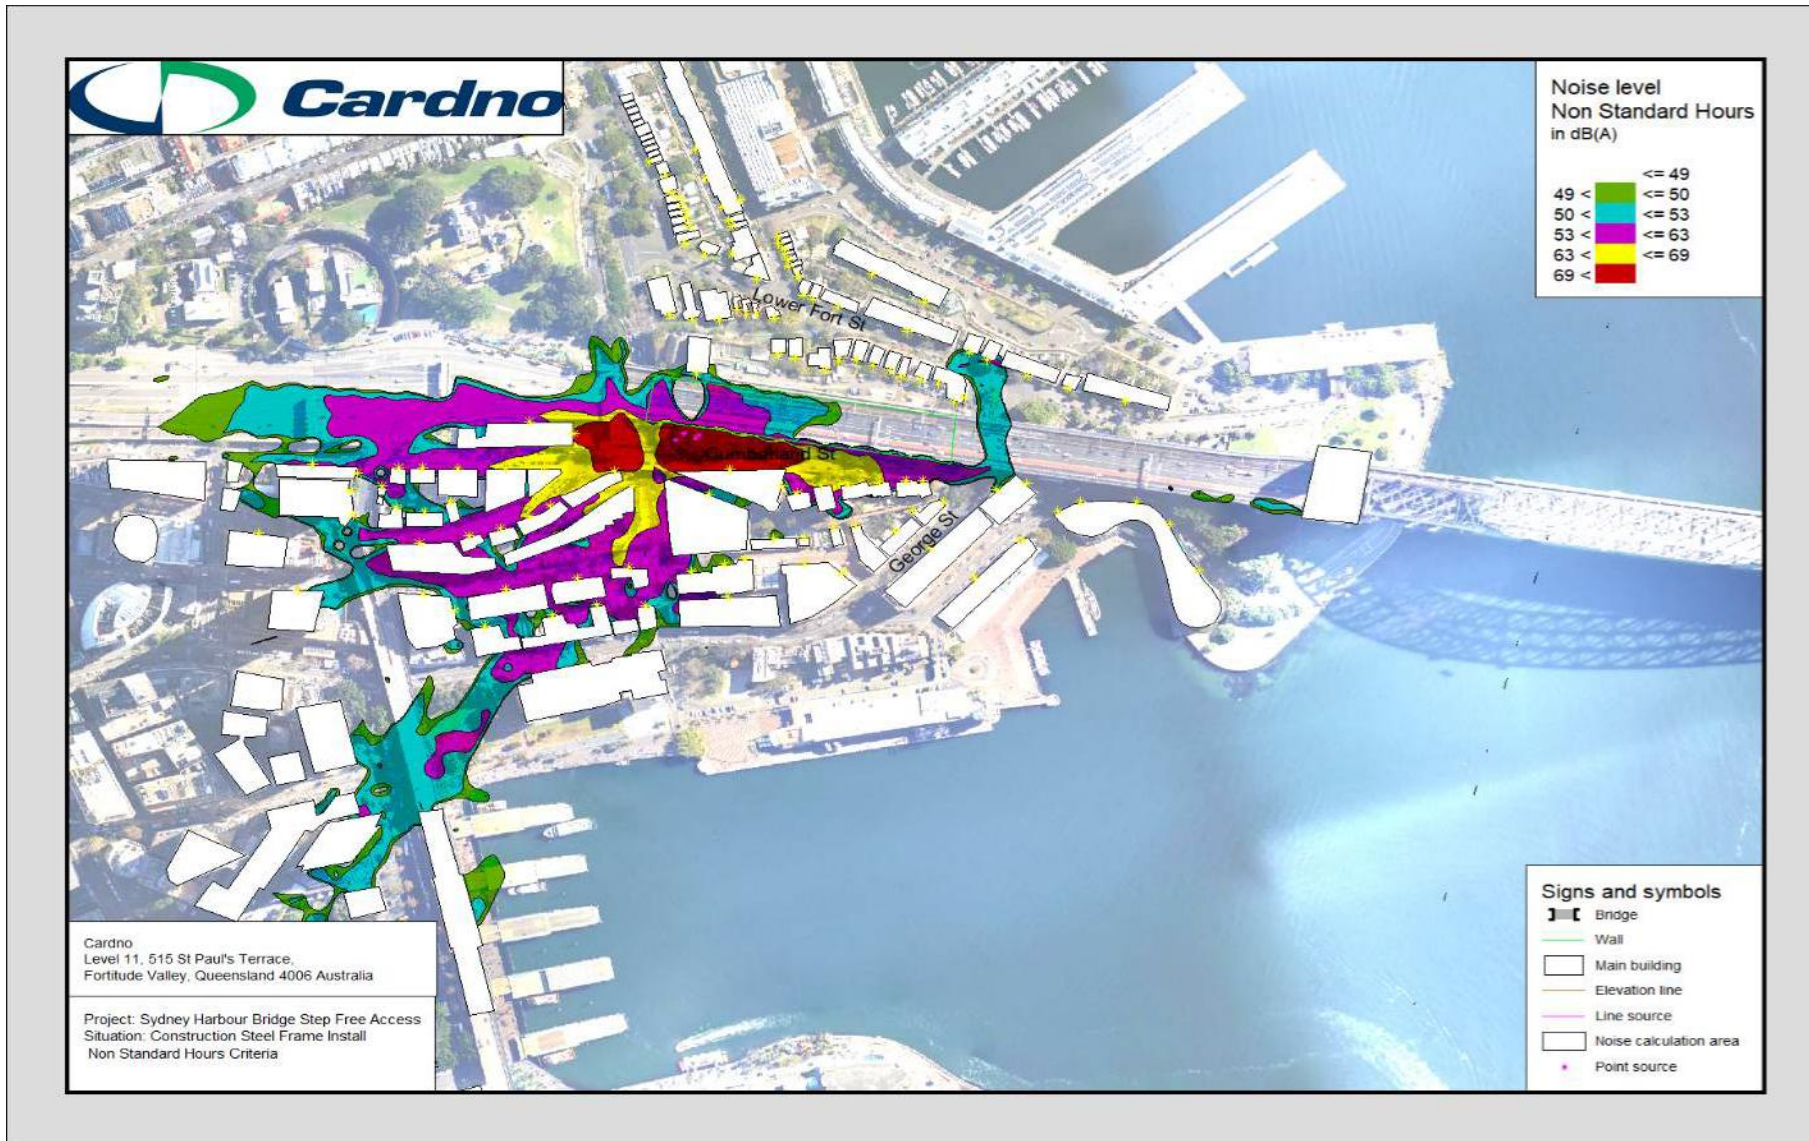 Cardno
Noise level
Non Standard Hours
in dB(A)
<= 49
49 < <= 50
50 < <= 53
53 < <= 63
63 < <= 69
69 <
Lower Fort St
Cumberland St
George St
Cardno
Level 11, 515 St Paul's Terrace,
Fortitude Valley, Queensland 4006 Australia
Project: Sydney Harbour Bridge Step Free Access
Situation: Construction Steel Frame Install
Non Standard Hours Criteria
Signs and symbols
Bridge
Wall
Main building
Elevation line
Line source
Noise calculation area
Point source